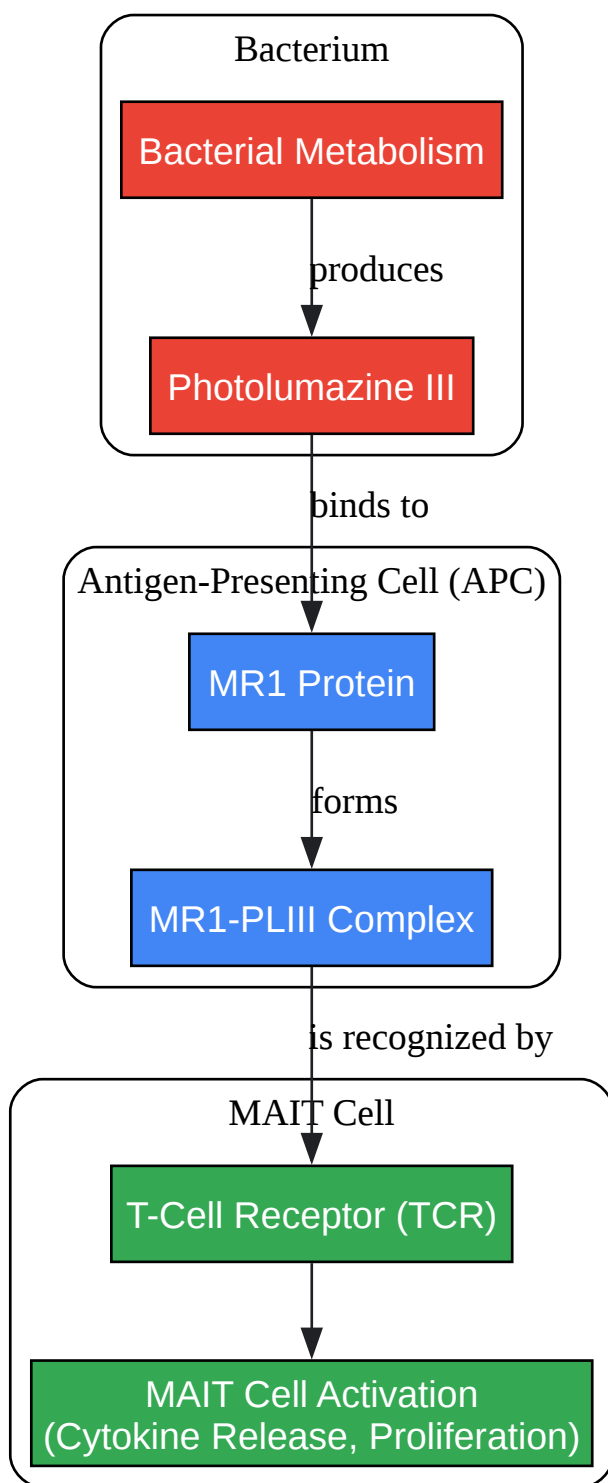 Bacterium
Bacterial Metabolism
produces
Photolumazine III
binds to
Antigen-Presenting Cell (APC)
MR1 Protein
forms
MR1-PLIII Complex
is recognized by
MAIT Cell
T-Cell Receptor (TCR)
MAIT Cell Activation
(Cytokine Release, Proliferation)